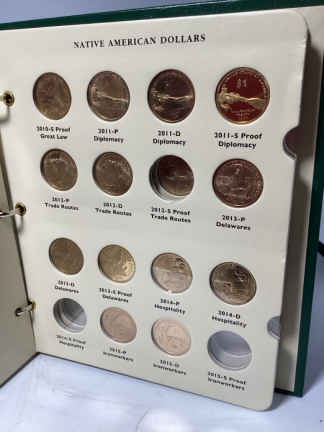 NATIVE AMERICAN DOLLARS
2010-S Proof
Great Law
2011-P
Diplomacy
2011-D
Diplomacy
2011-S Proof
Diplomacy
2012-P
Trade Routes
2012-D
Trade Routes
2012-S Proof
Trade Routes
2013-P
Delawares
2013-D
Delawares
2013-S Proof
Delawares
2014-P
Hospitality
2014-D
Hospitality
2014-S Proof
Hospitality
2015-P
Ironworkers
2015-D
Ironworkers
2015-S Proof
Ironworkers
$1